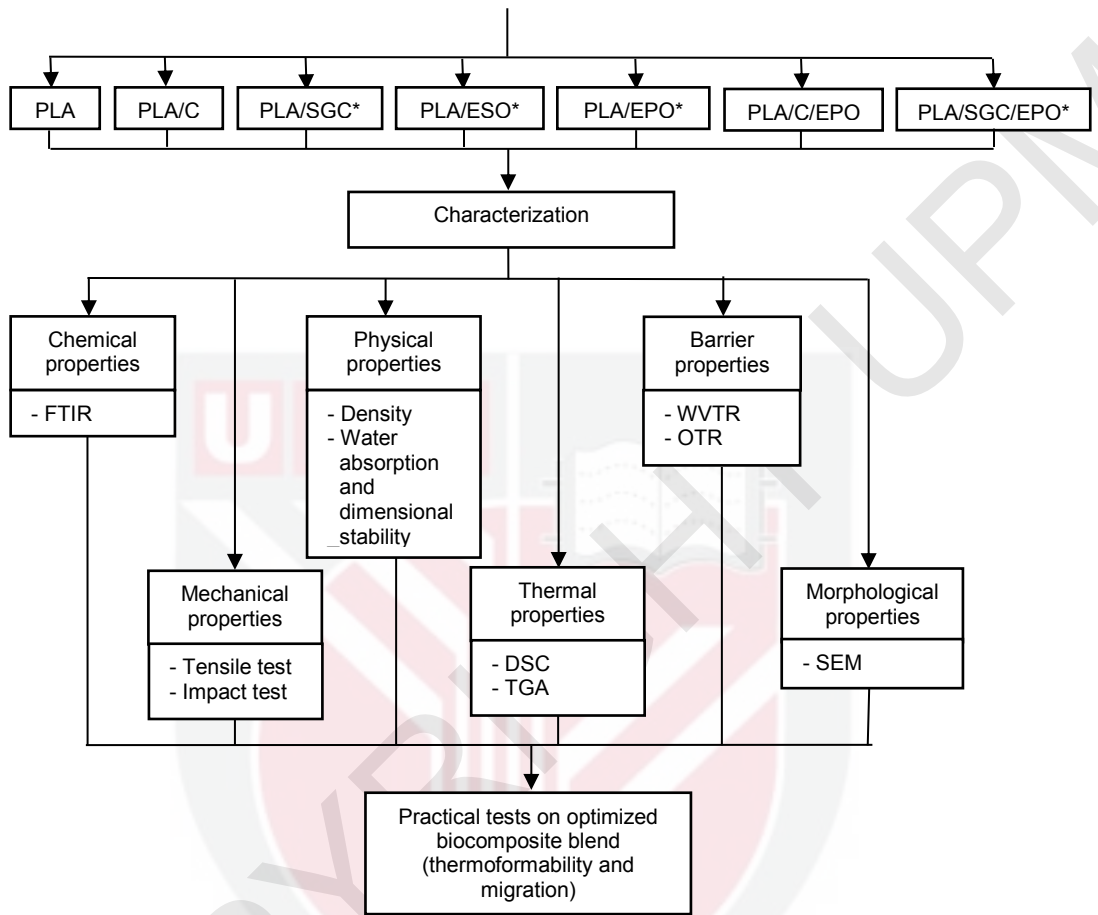 PLA
PLA/C
PLA/SGC*
PLA/ESO*
PLA/EPO*
PLA/C/EPO
PLA/SGC/EPO*
Characterization
Chemical
properties
- FTIR
Physical
properties
- Density
- Water
absorption
and
dimensional
_stability
Barrier
properties
- WVTR
- OTR
Mechanical
properties
- Tensile test
- Impact test
Thermal
properties
- DSC
- TGA
Morphological
properties
- SEM
Practical tests on optimized
biocomposite blend
(thermoformability and
migration)
UPM